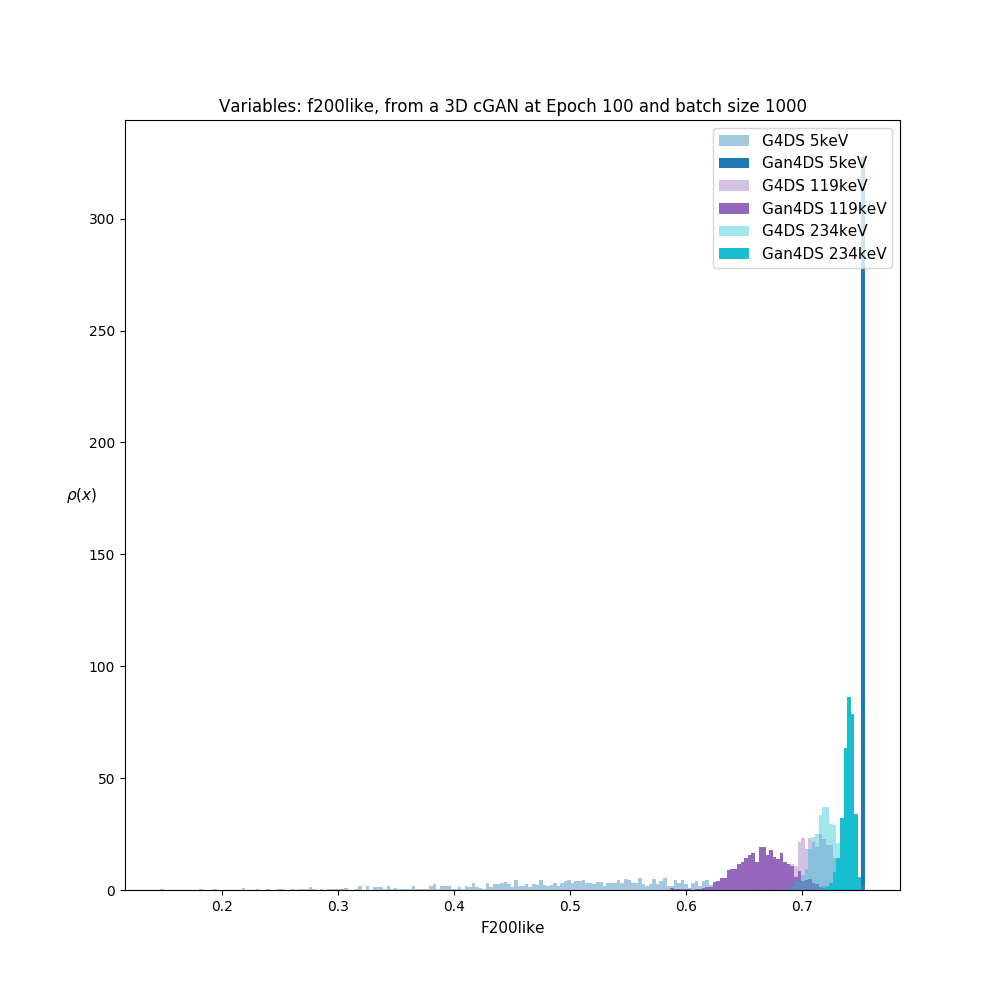 Variables: f200like, from a 3D cGAN at Epoch 100 and batch size 1000
G4DS 5keV
Gan4DS 5keV
G4DS 119keV
Gan4DS 119keV
G4DS 234keV
Gan4DS 234keV
300
250
200
ρ(x)
150
100
50
0
0.2 0.3 0.4 0.5 0.6 0.7
F200like